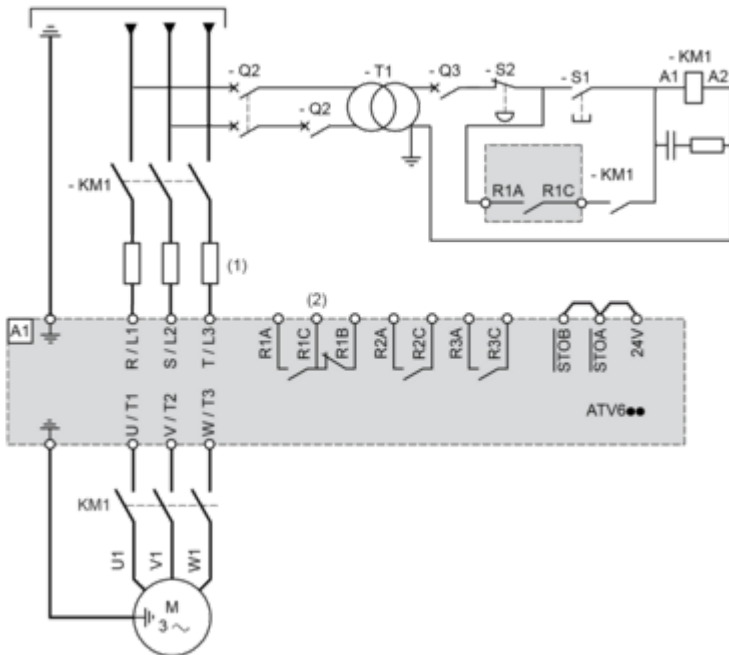 - Q2
- T1
- Q3
- S2
- S1
- KM1
A1
A2
- Q2
- KM1
R1A
R1C
- KM1
(1)
(2)
A1
R / L1
S / L2
T / L3
R1A
R1C
R1B
R2A
R2C
R3A
R3C
STOB
STOA
24V
U / T1
V / T2
W / T3
ATV6●●
KM1
U1
V1
W1
M
3 ~